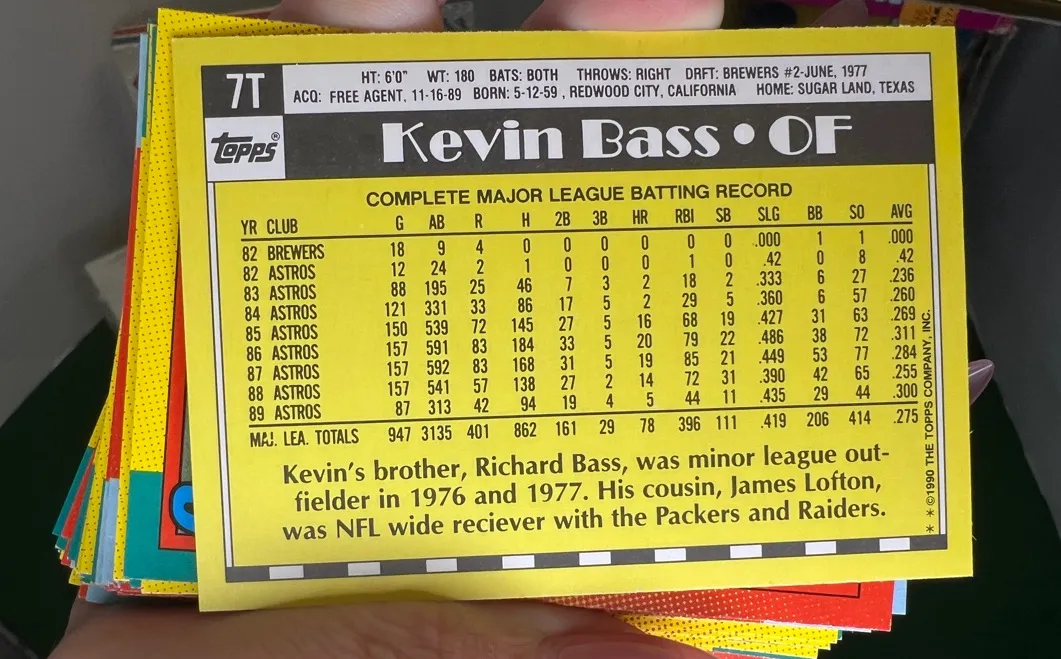 7T
HT: 6'0" WT: 180 BATS: BOTH THROWS: RIGHT DRFT: BREWERS #2-JUNE, 1977
ACQ: FREE AGENT, 11-16-89 BORN: 5-12-59 , REDWOOD CITY, CALIFORNIA HOME: SUGAR LAND, TEXAS
TOPPS®
Kevin Bass • OF
COMPLETE MAJOR LEAGUE BATTING RECORD
YR CLUB G AB R H 2B 3B HR RBI SB SLG BB SO AVG
82 BREWERS 18 9 4 0 0 0 0 0 0 .000 1 1 .000
82 ASTROS 12 24 2 1 0 0 0 1 0 .42 0 8 .42
83 ASTROS 88 195 25 46 7 3 2 18 2 .333 6 27 .236
84 ASTROS 121 331 33 86 17 5 2 29 5 .360 6 57 .260
85 ASTROS 150 539 72 145 27 5 16 68 19 .427 31 63 .269
86 ASTROS 157 591 83 184 33 5 20 79 22 .486 38 72 .311
87 ASTROS 157 592 83 168 31 5 19 85 21 .449 53 77 .284
88 ASTROS 157 541 57 138 27 2 14 72 31 .390 42 65 .255
89 ASTROS 87 313 42 94 19 4 5 44 11 .435 29 44 .300
MAJ. LEA. TOTALS 947 3135 401 862 161 29 78 396 111 .419 206 414 .275
Kevin's brother, Richard Bass, was minor league out-
fielder in 1976 and 1977. His cousin, James Lofton,
was NFL wide reciever with the Packers and Raiders.
* * ©1990 THE TOPPS COMPANY, INC.